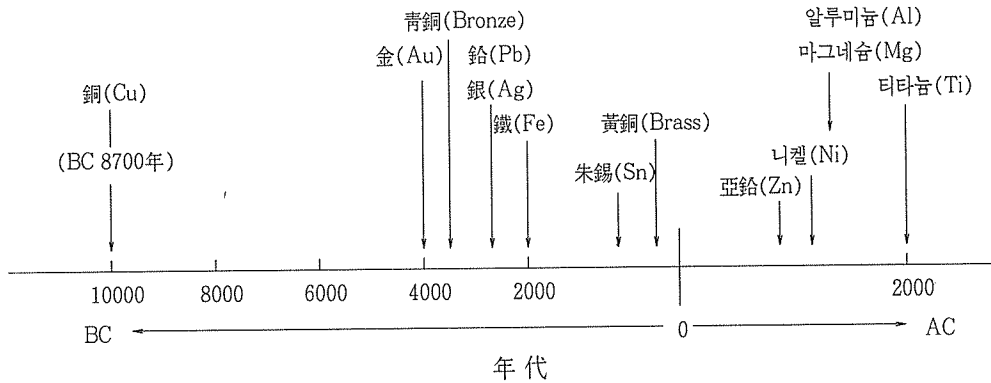 靑銅(Bronze)
알루미늄(Al)
金(Au) 鉛(Pb)
마그네슘(Mg)
銅(Cu) 銀(Ag)
티타늄(Ti)
鐵(Fe) 黃銅(Brass)
(BC 8700年)
니켈(Ni)
朱錫(Sn)
亞鉛(Zn)
10000 8000 6000 4000 2000 2000
BC 0 AC
年代